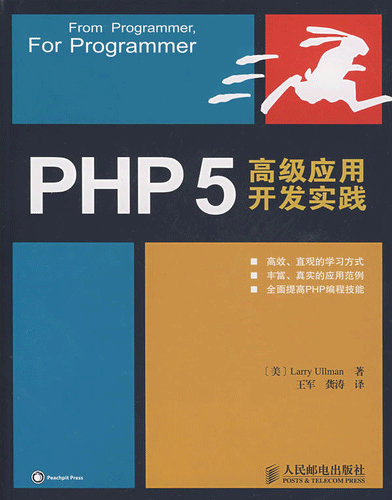 From Programmer,
For Programmer
PHP 5
高级应用
开发实践
■ 高效、直观的学习方式
■ 丰富、真实的应用范例
■ 全面提高PHP编程技能
[美] Larry Ullman 著
王军 龚涛 译
Peachpit Press
人民邮电出版社
POSTS & TELECOM PRESS